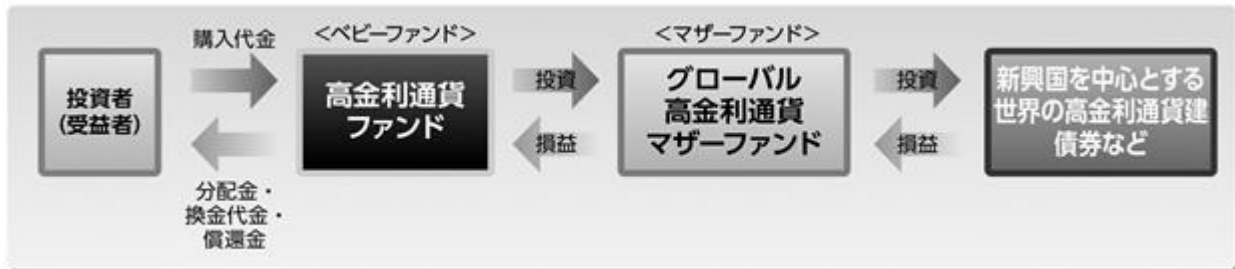 購入代金
＜ベビーファンド＞
＜マザーファンド＞
投資者
（受益者）
高金利通貨
ファンド
投資
損益
グローバル
高金利通貨
マザーファンド
投資
損益
新興国を中心とする
世界の高金利通貨建
債券など
分配金・
換金代金・
償還金